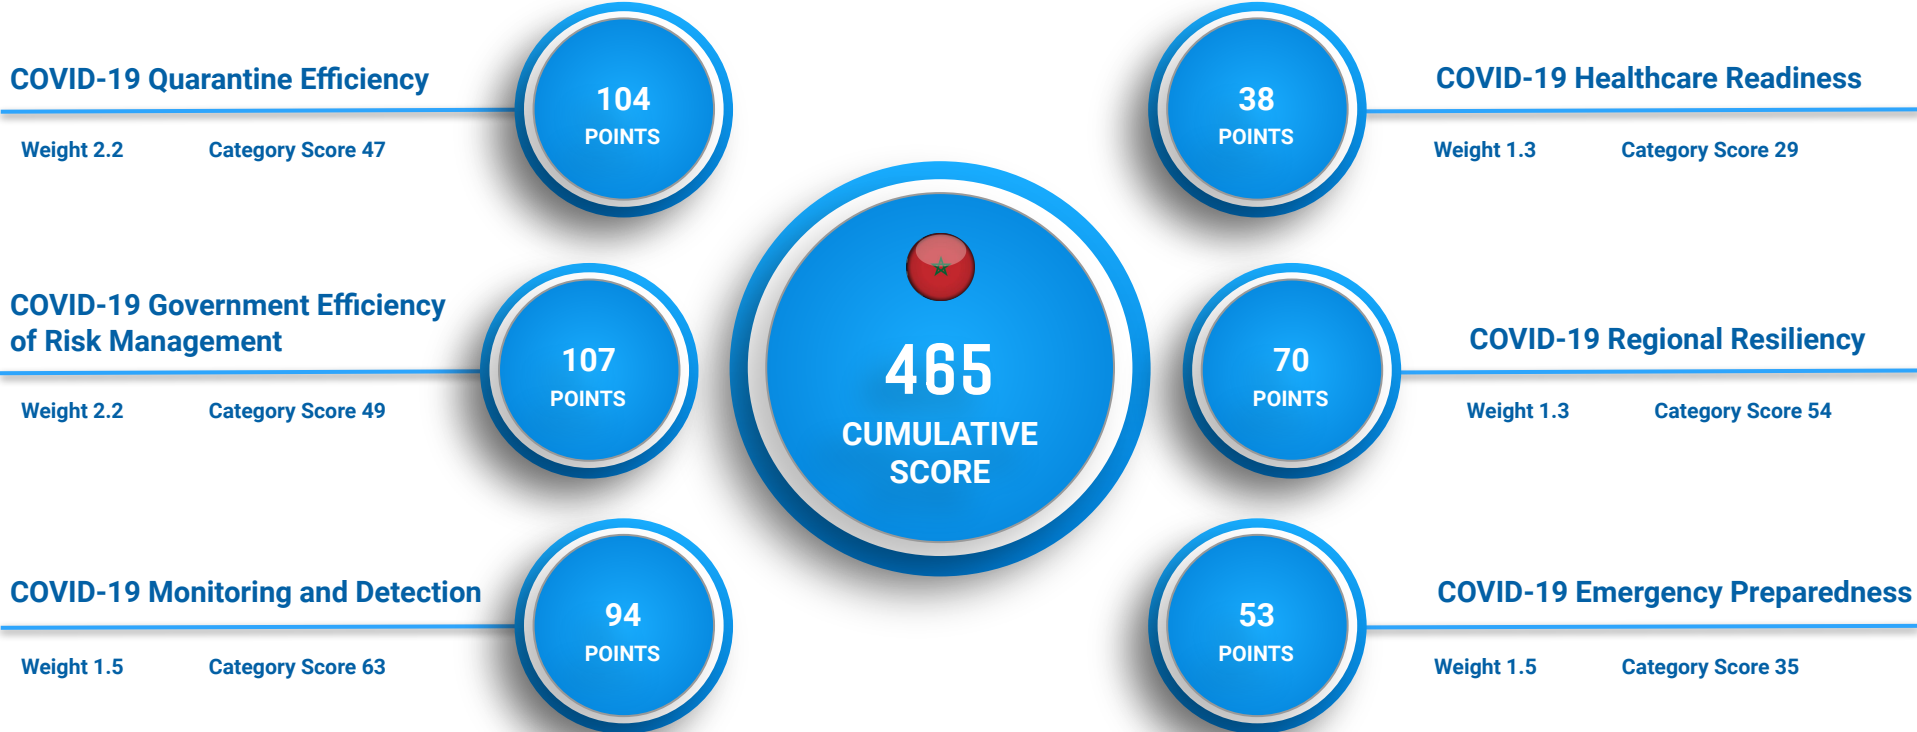 COVID-19 Quarantine Efficiency
Weight 2.2 Category Score 47
104
POINTS
COVID-19 Government Efficiency
of Risk Management
Weight 2.2 Category Score 49
107
POINTS
COVID-19 Monitoring and Detection
Weight 1.5 Category Score 63
94
POINTS
465
CUMULATIVE
SCORE
38
POINTS
COVID-19 Healthcare Readiness
Weight 1.3 Category Score 29
70
POINTS
COVID-19 Regional Resiliency
Weight 1.3 Category Score 54
53
POINTS
COVID-19 Emergency Preparedness
Weight 1.5 Category Score 35